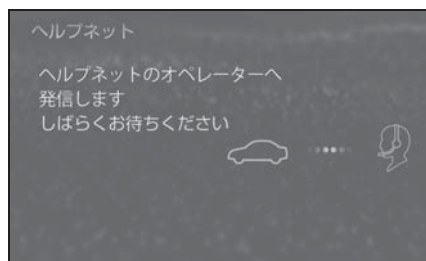 ヘルプネット
ヘルプネットのオペレーターへ
発信します
しばらくお待ちください